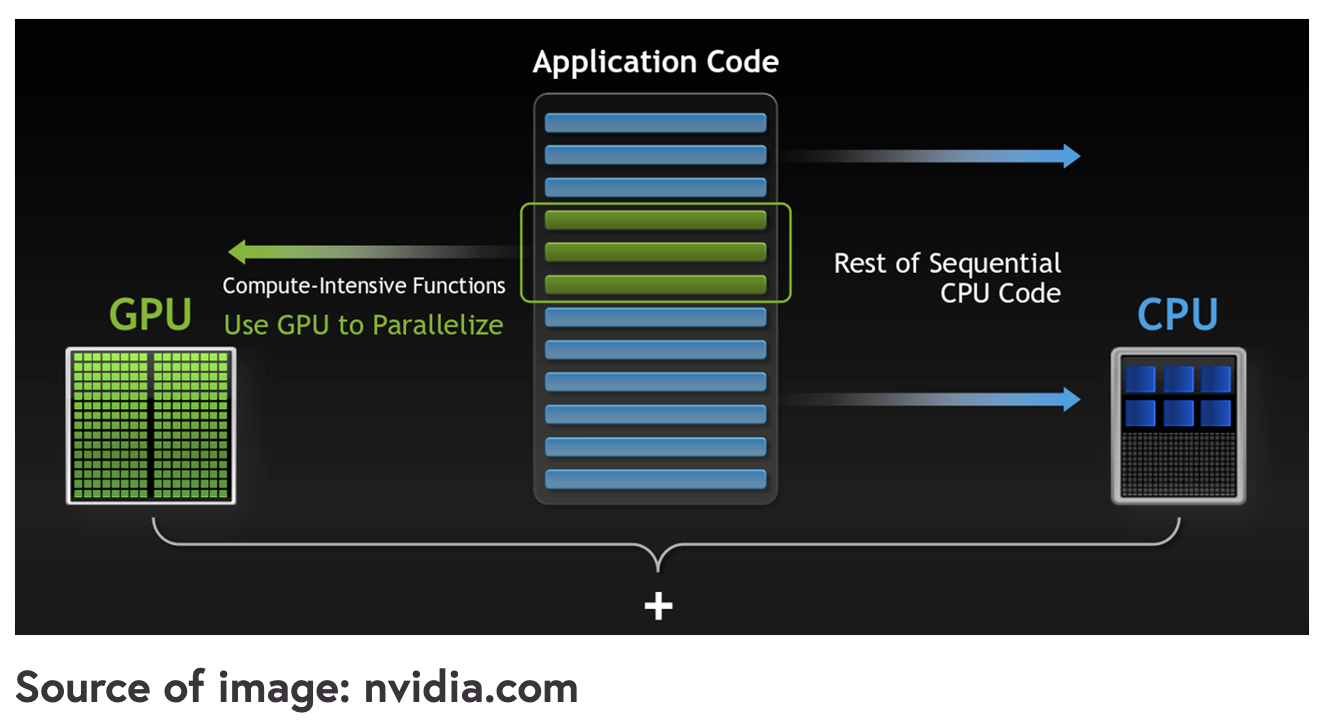 Application Code
Compute-Intensive Functions
Use GPU to Parallelize
GPU
Rest of Sequential
CPU Code
CPU
+
Source of image: nvidia.com